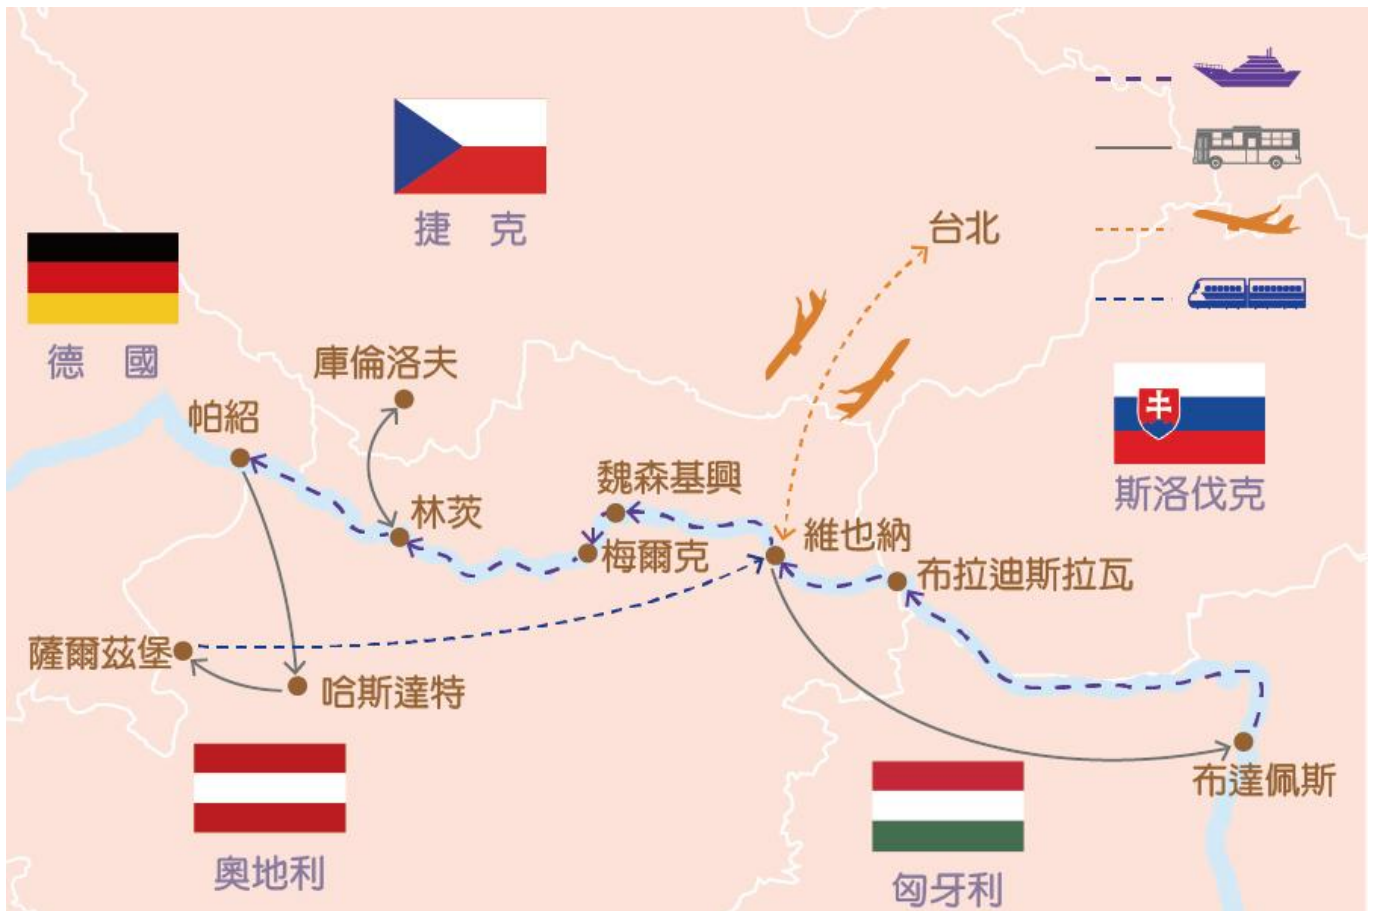 捷 克
台北
德 國
庫倫洛夫
帕紹
魏森基興
斯洛伐克
林茨
維也納
梅爾克
布拉迪斯拉瓦
薩爾茲堡
哈斯達特
布達佩斯
奧地利
匈牙利